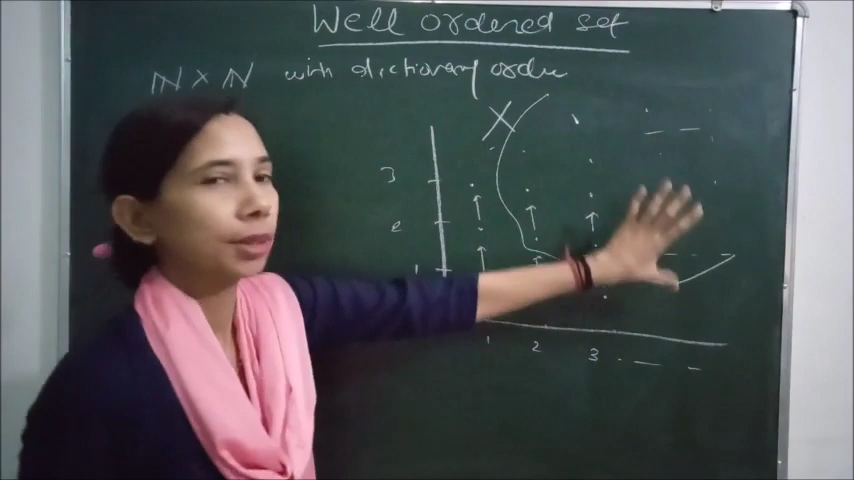 Well ordered set
ℕ × ℕ with dictionary order
X
3
2
1
1 2 3 . — –